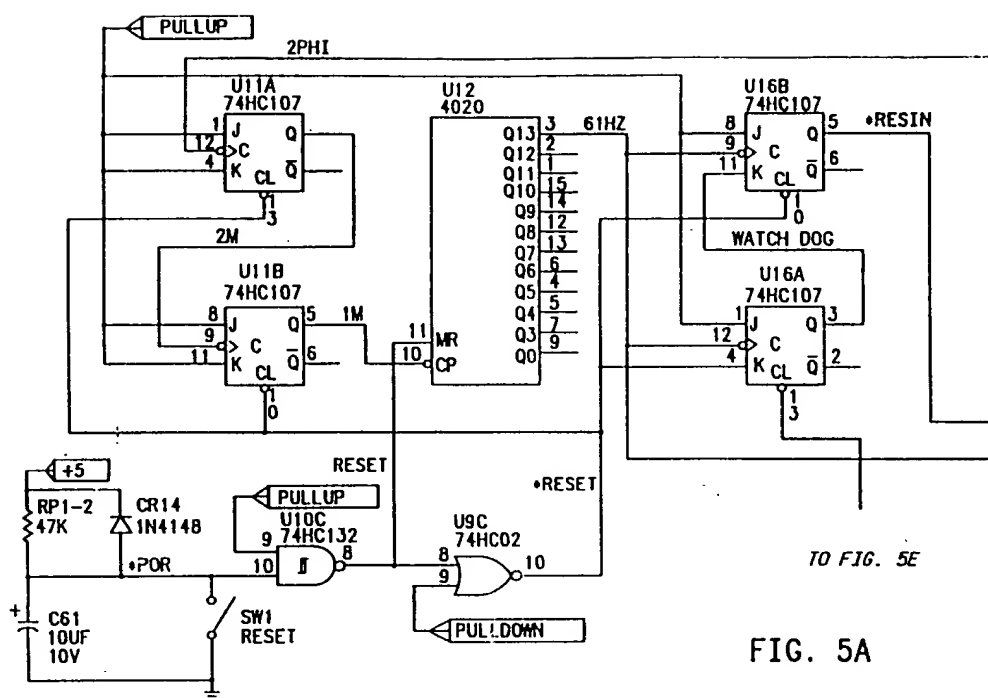 PULLUP
2PHI
U11A
74HC107
1 J Q
12 C
4 K Q
CL
1
3
2M
U11B
74HC107
8 J Q 5
9 C
11 K Q 6
CL
1
0
1M
U12
4020
Q13 3
Q12 2
Q11 1
Q10 15
Q9 14
Q8 12
Q7 13
Q6 6
Q5 4
Q4 5
Q3 7
Q0 9
11 MR
10 CP
61HZ
U16B
74HC107
8 J Q 5
9 C
11 K Q 6
CL
1
0
*RESIN
WATCH DOG
U16A
74HC107
1 J Q 3
12 C
4 K Q 2
CL
1
3
+5
RP1-2
47K
CR14
1N4148
*POR
+
C61
10UF
10V
SW1
RESET
RESET
PULLUP
U10C
74HC132
9
10
8
*RESET
U9C
74HC02
8
9
10
PULLDOWN
TO FIG. 5E
FIG. 5A